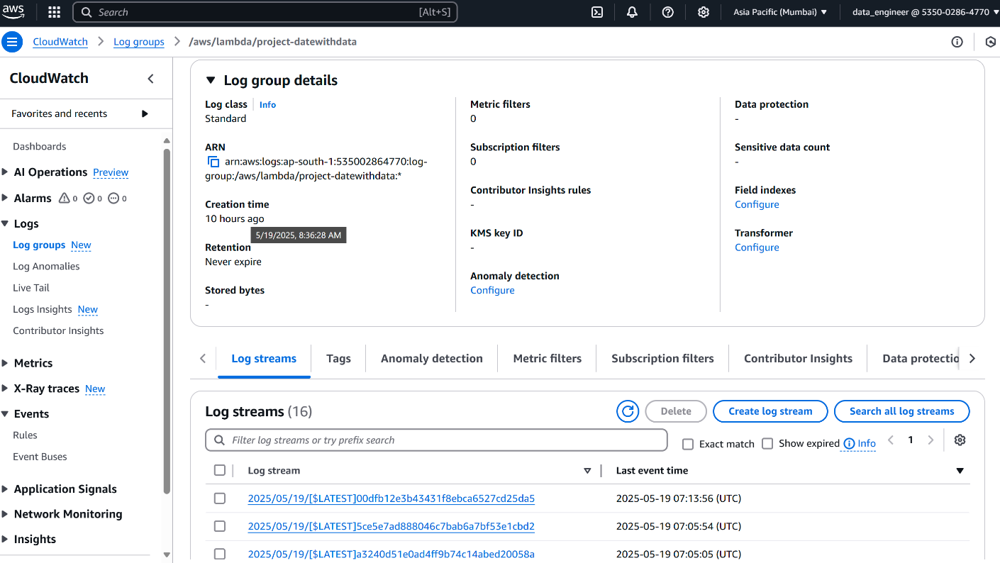 aws
Search [Alt+S]
Asia Pacific (Mumbai)
data_engineer @ 5350-0286-4770
CloudWatch
Log groups
/aws/lambda/project-datewithdata
CloudWatch
Favorites and recents
Dashboards
AI Operations Preview
Alarms 0 0 0
Logs
Log groups New
Log Anomalies
Live Tail
Logs Insights New
Contributor Insights
Metrics
X-Ray traces New
Events
Rules
Event Buses
Application Signals
Network Monitoring
Insights
Log group details
Log class Info
Standard
ARN
arn:aws:logs:ap-south-1:535002864770:log-
group:/aws/lambda/project-datewithdata:*
Creation time
10 hours ago
5/19/2025, 8:36:28 AM
Retention
Never expire
Stored bytes
-
Metric filters
0
Subscription filters
0
Contributor Insights rules
-
KMS key ID
-
Anomaly detection
Configure
Data protection
-
Sensitive data count
-
Field indexes
Configure
Transformer
Configure
Log streams
Tags
Anomaly detection
Metric filters
Subscription filters
Contributor Insights
Data protectio
Log streams (16)
Delete
Create log stream
Search all log streams
Filter log streams or try prefix search
Exact match
Show expired
Info
1
Log stream
Last event time
2025/05/19/[$LATEST]00dfb12e3b43431f8ebca6527cd25da5 2025-05-19 07:13:56 (UTC)
2025/05/19/[$LATEST]5ce5e7ad888046c7bab6a7bf53e1cbd2 2025-05-19 07:05:54 (UTC)
2025/05/19/[$LATEST]a3240d51e0ad4ff9b74c14abed20058a 2025-05-19 07:05:05 (UTC)